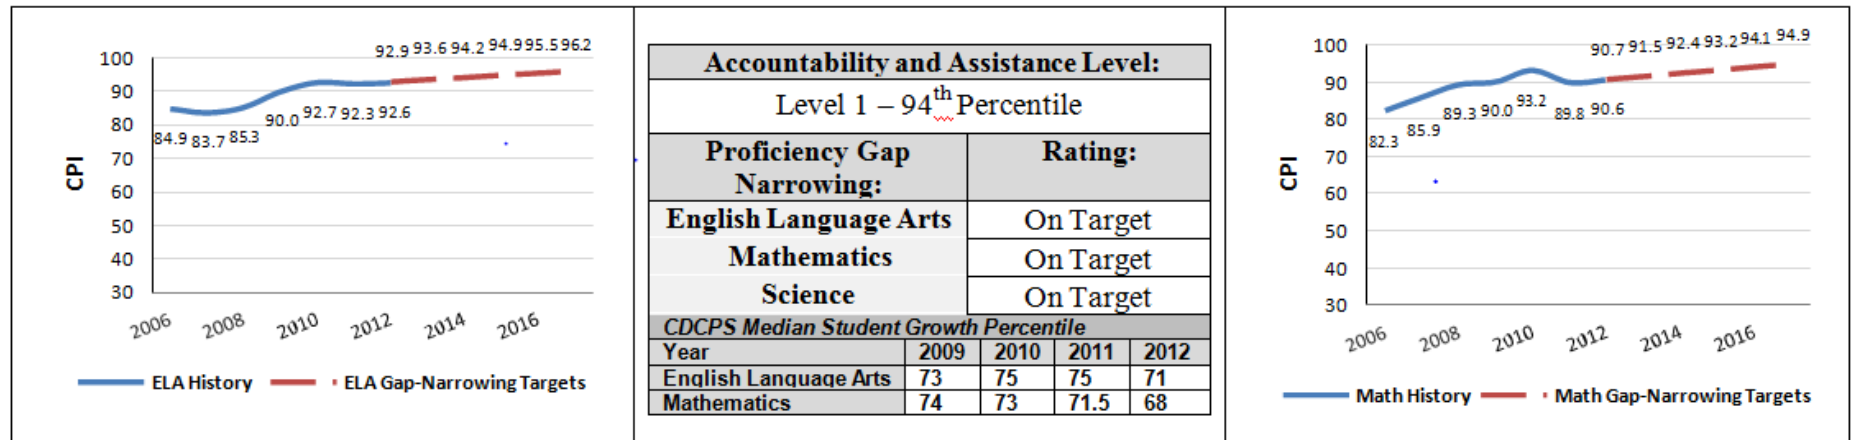 92.9 93.6 94.2 94.9 95.5 96.2
100
90
80
70
60
50
40
30
CPI
84.9 83.7 85.3 90.0 92.7 92.3 92.6
2006 2008 2010 2012 2014 2016
ELA History ELA Gap-Narrowing Targets
Accountability and Assistance Level:
Level 1 – 94th Percentile
Proficiency Gap Narrowing: Rating:
English Language Arts On Target
Mathematics On Target
Science On Target
CDCPS Median Student Growth Percentile
Year 2009 2010 2011 2012
English Language Arts 73 75 75 71
Mathematics 74 73 71.5 68
90.7 91.5 92.4 93.2 94.1 94.9
100
90
80
70
60
50
40
30
CPI
82.3 85.9 89.3 90.0 93.2 89.8 90.6
2006 2008 2010 2012 2014 2016
Math History Math Gap-Narrowing Targets